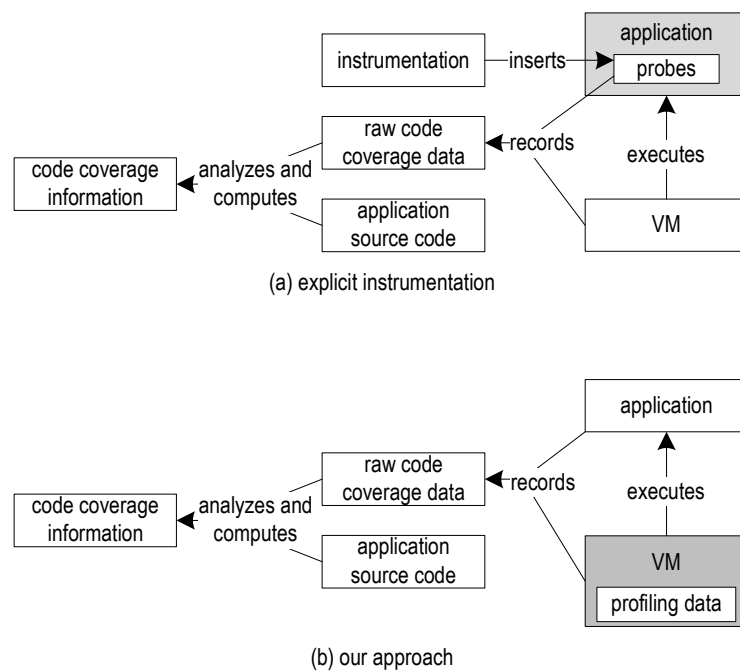 application
instrumentation
inserts
probes
raw code
coverage data
records
executes
code coverage
information
analyzes and
computes
application
source code
VM
(a) explicit instrumentation
application
raw code
coverage data
records
executes
code coverage
information
analyzes and
computes
application
source code
VM
profiling data
(b) our approach